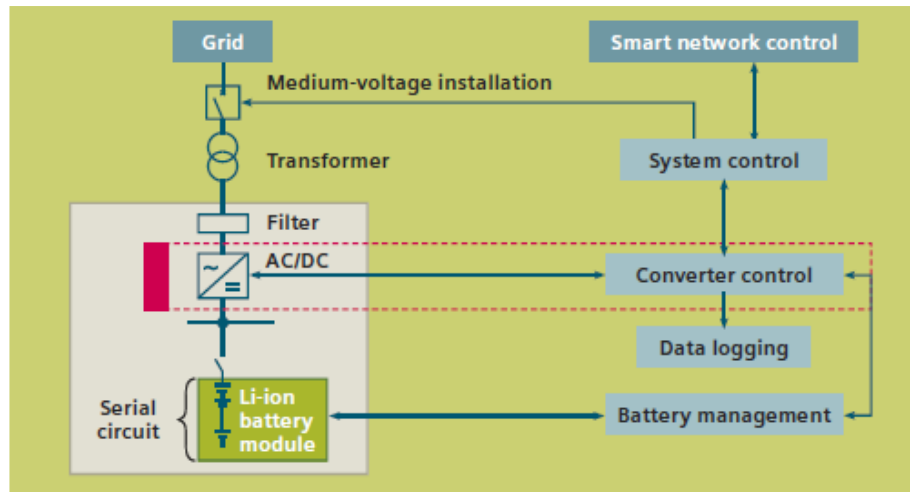 Grid
Smart network control
Medium-voltage installation
Transformer
System control
Filter
AC/DC
Converter control
Data logging
Serial
circuit
Li-ion
battery
module
Battery management